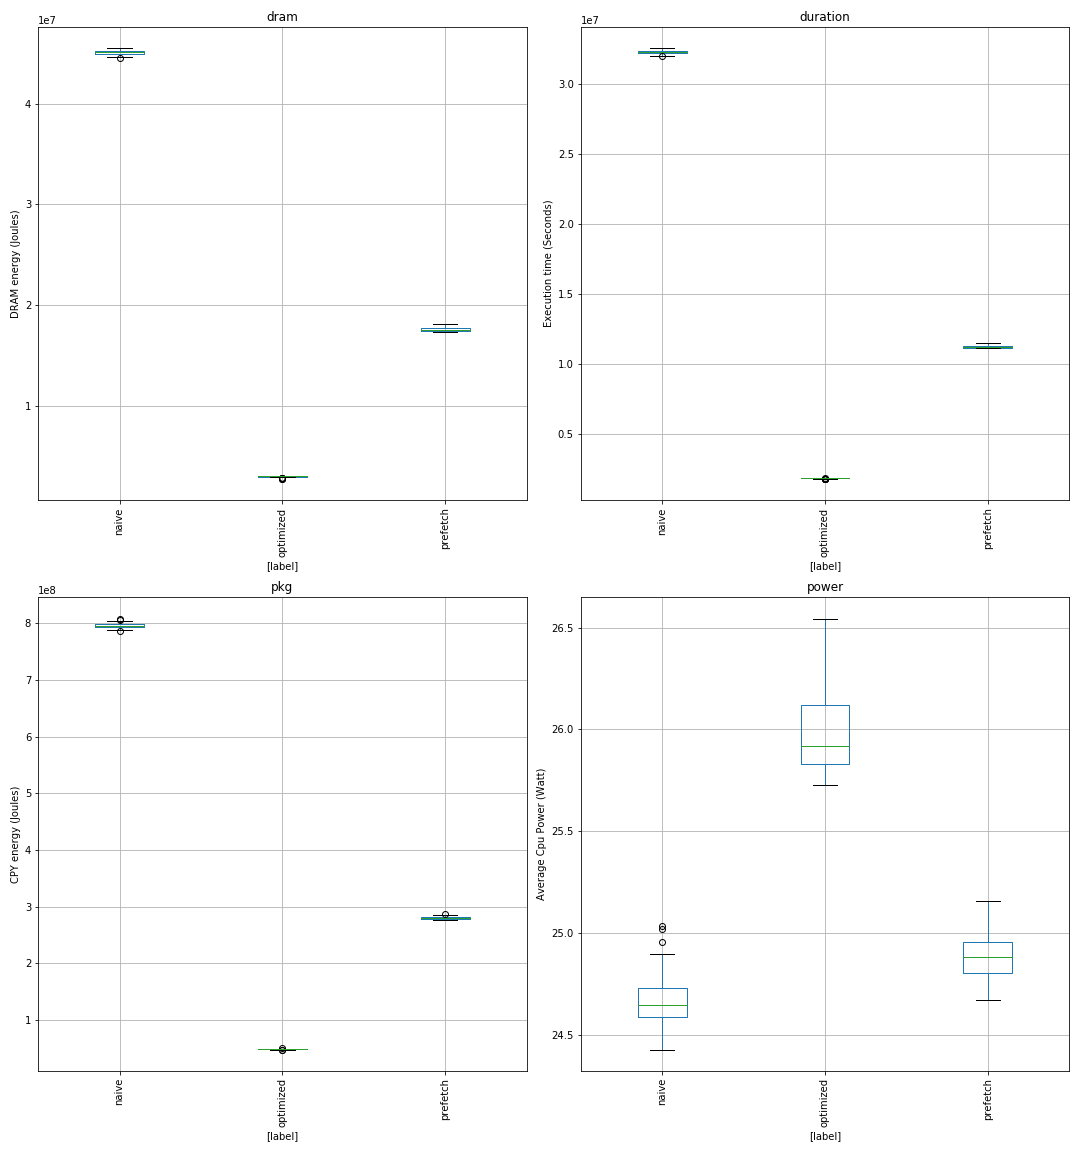 dram
1e7
DRAM energy (Joules)
4
3
2
1
naive
optimized
prefetch
[label]
duration
1e7
Execution time (Seconds)
3.0
2.5
2.0
1.5
1.0
0.5
naive
optimized
prefetch
[label]
pkg
1e8
CPY energy (Joules)
8
7
6
5
4
3
2
1
naive
optimized
prefetch
[label]
power
Average Cpu Power (Watt)
26.5
26.0
25.5
25.0
24.5
naive
optimized
prefetch
[label]